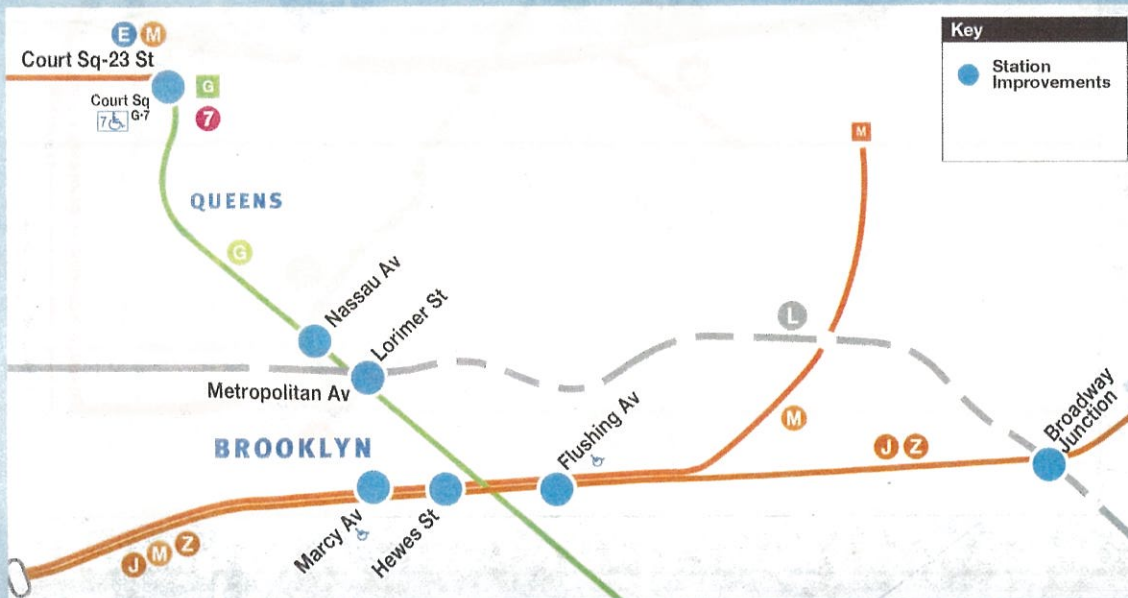 E M
Court Sq-23 St
Court Sq
7 G·7
G
7
QUEENS
G
Nassau Av
Lorimer St
Metropolitan Av
BROOKLYN
Marcy Av
Hewes St
Flushing Av
J M Z
M
L
M
J Z
Broadway
Junction
Key
Station
Improvements